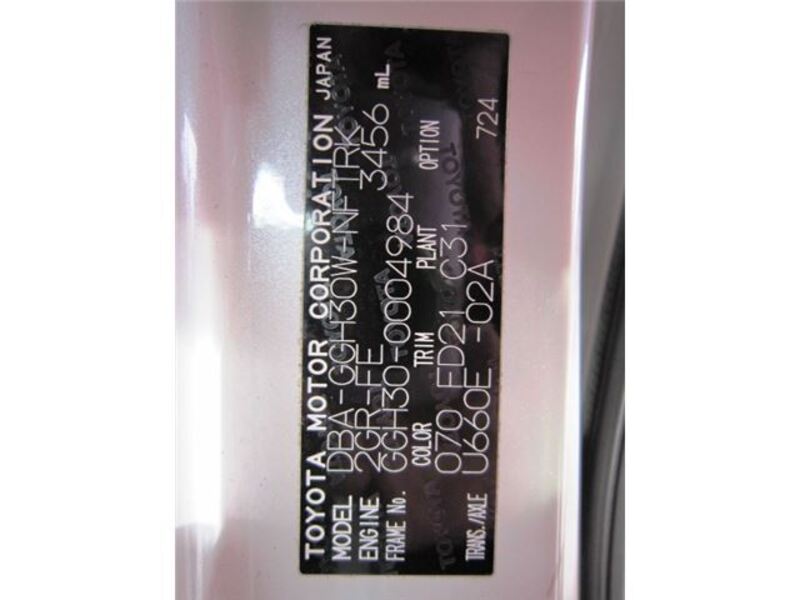 TOYOTA MOTOR CORPORATION JAPAN
MODEL DBA-GGH30W-NFTRK
ENGINE 2GR-FE 3456 mL
FRAME No. GGH30-0004984
COLOR TRIM PLANT OPTION
070 FD21 C31
TRANS./AXLE U660E -02A 724